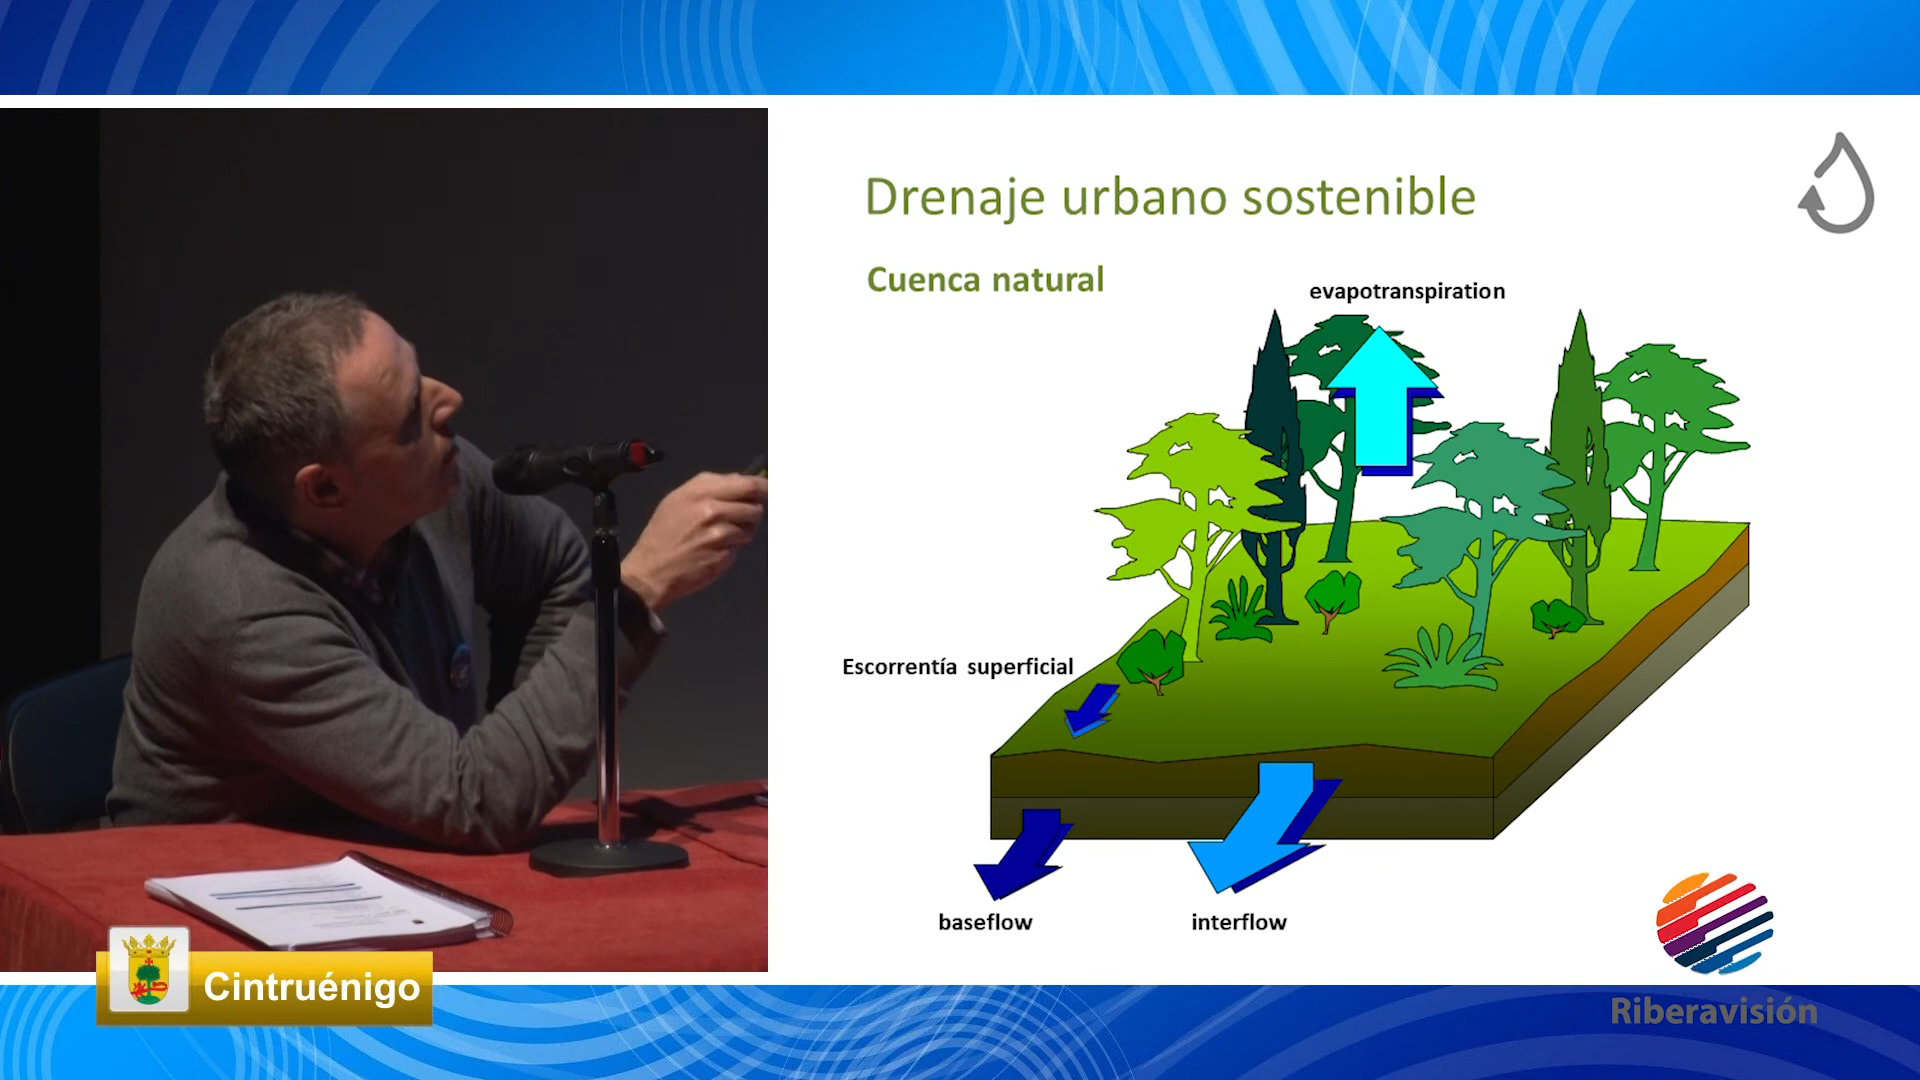 Drenaje urbano sostenible
Cuenca natural
evapotranspiration
Escorrentía superficial
baseflow
interflow
Cintruénigo
Riberavisión